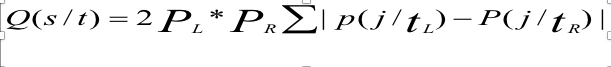 Q(s/t) = 2 P_L * P_R ∑ | p(j/t_L) − P(j/t_R) |